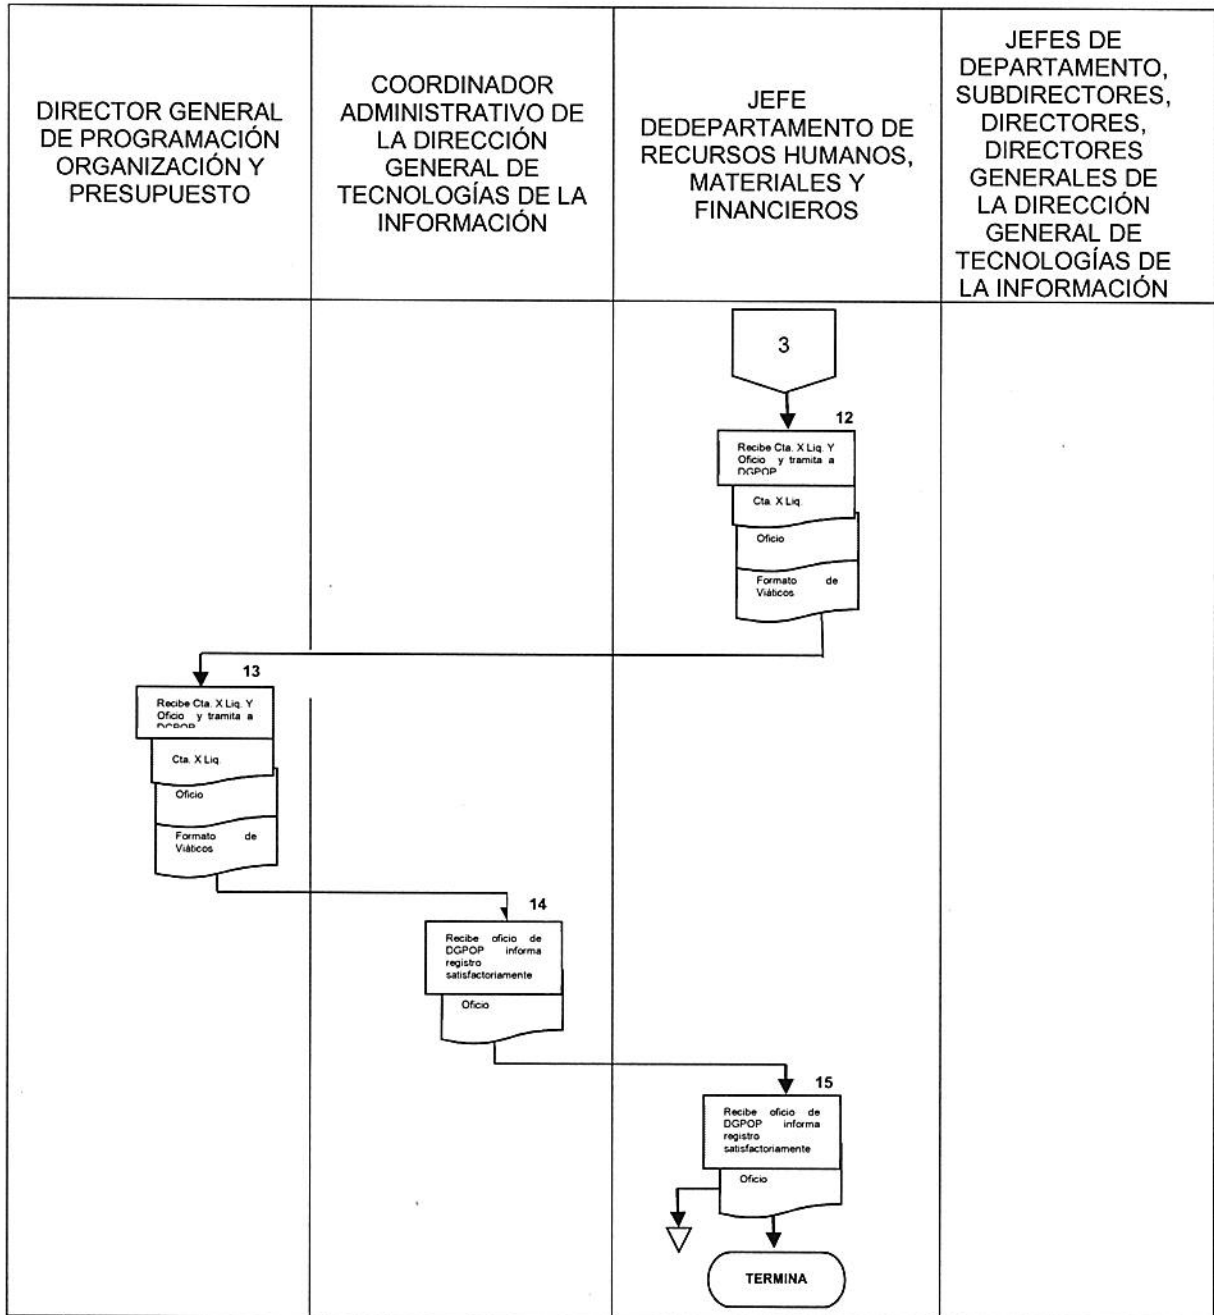 DIRECTOR GENERAL
DE PROGRAMACIÓN
ORGANIZACIÓN Y
PRESUPUESTO
COORDINADOR
ADMINISTRATIVO DE
LA DIRECCIÓN
GENERAL DE
TECNOLOGÍAS DE LA
INFORMACIÓN
JEFE
DEDEPARTAMENTO DE
RECURSOS HUMANOS,
MATERIALES Y
FINANCIEROS
JEFES DE
DEPARTAMENTO,
SUBDIRECTORES,
DIRECTORES,
DIRECTORES
GENERALES DE
LA DIRECCIÓN
GENERAL DE
TECNOLOGÍAS DE
LA INFORMACIÓN
3
12
Recibe Cta. X Liq. Y
Oficio y tramita a
DGPOP
Cta. X Liq.
Oficio
Formato de
Viáticos
13
Recibe Cta. X Liq. Y
Oficio y tramita a
DGPOP
Cta. X Liq.
Oficio
Formato de
Viáticos
14
Recibe oficio de
DGPOP informa
registro
satisfactoriamente
Oficio
15
Recibe oficio de
DGPOP informa
registro
satisfactoriamente
Oficio
TERMINA